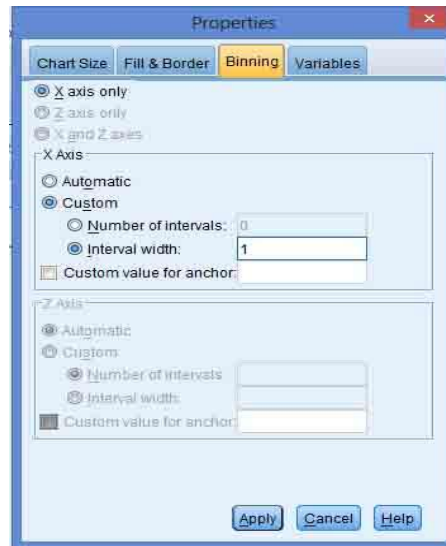 Properties
Chart Size Fill & Border Binning Variables
X axis only
Z axis only
X and Z axes
X Axis
Automatic
Custom
Number of intervals: 0
Interval width: 1
Custom value for anchor:
Z Axis
Automatic
Custom
Number of intervals
Interval width:
Custom value for anchor:
Apply Cancel Help